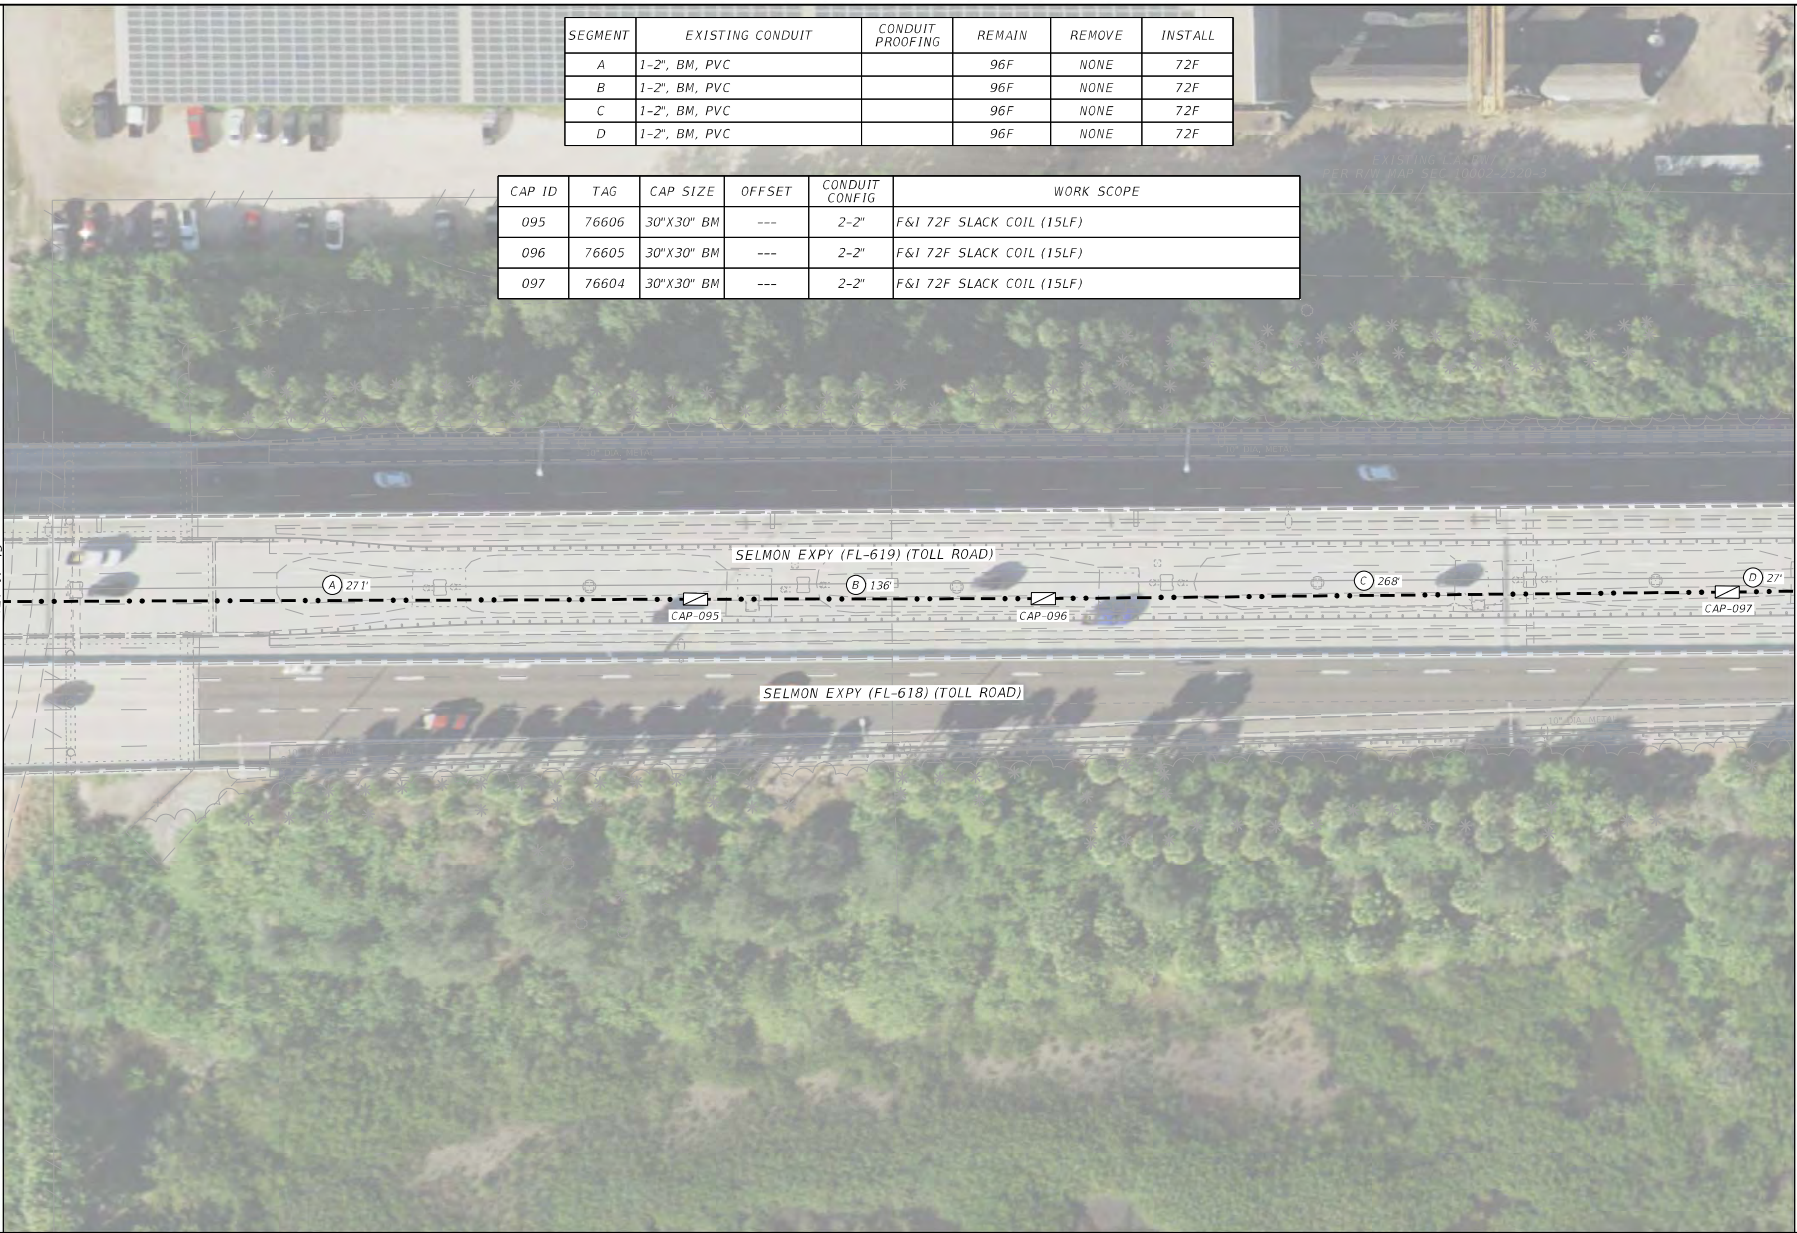 SEGMENT EXISTING CONDUIT CONDUIT PROOFING REMAIN REMOVE INSTALL
A 1-2", BM, PVC 96F NONE 72F
B 1-2", BM, PVC 96F NONE 72F
C 1-2", BM, PVC 96F NONE 72F
D 1-2", BM, PVC 96F NONE 72F
CAP ID TAG CAP SIZE OFFSET CONDUIT CONFIG WORK SCOPE
095 76606 30"X30" BM --- 2-2" F&I 72F SLACK COIL (15LF)
096 76605 30"X30" BM --- 2-2" F&I 72F SLACK COIL (15LF)
097 76604 30"X30" BM --- 2-2" F&I 72F SLACK COIL (15LF)
EXISTING
PER R/W MAP
SELMON EXPY (FL-619) (TOLL ROAD)
A 271'
B 136'
C 268'
D 27'
CAP-095
CAP-096
CAP-097
SELMON EXPY (FL-618) (TOLL ROAD)